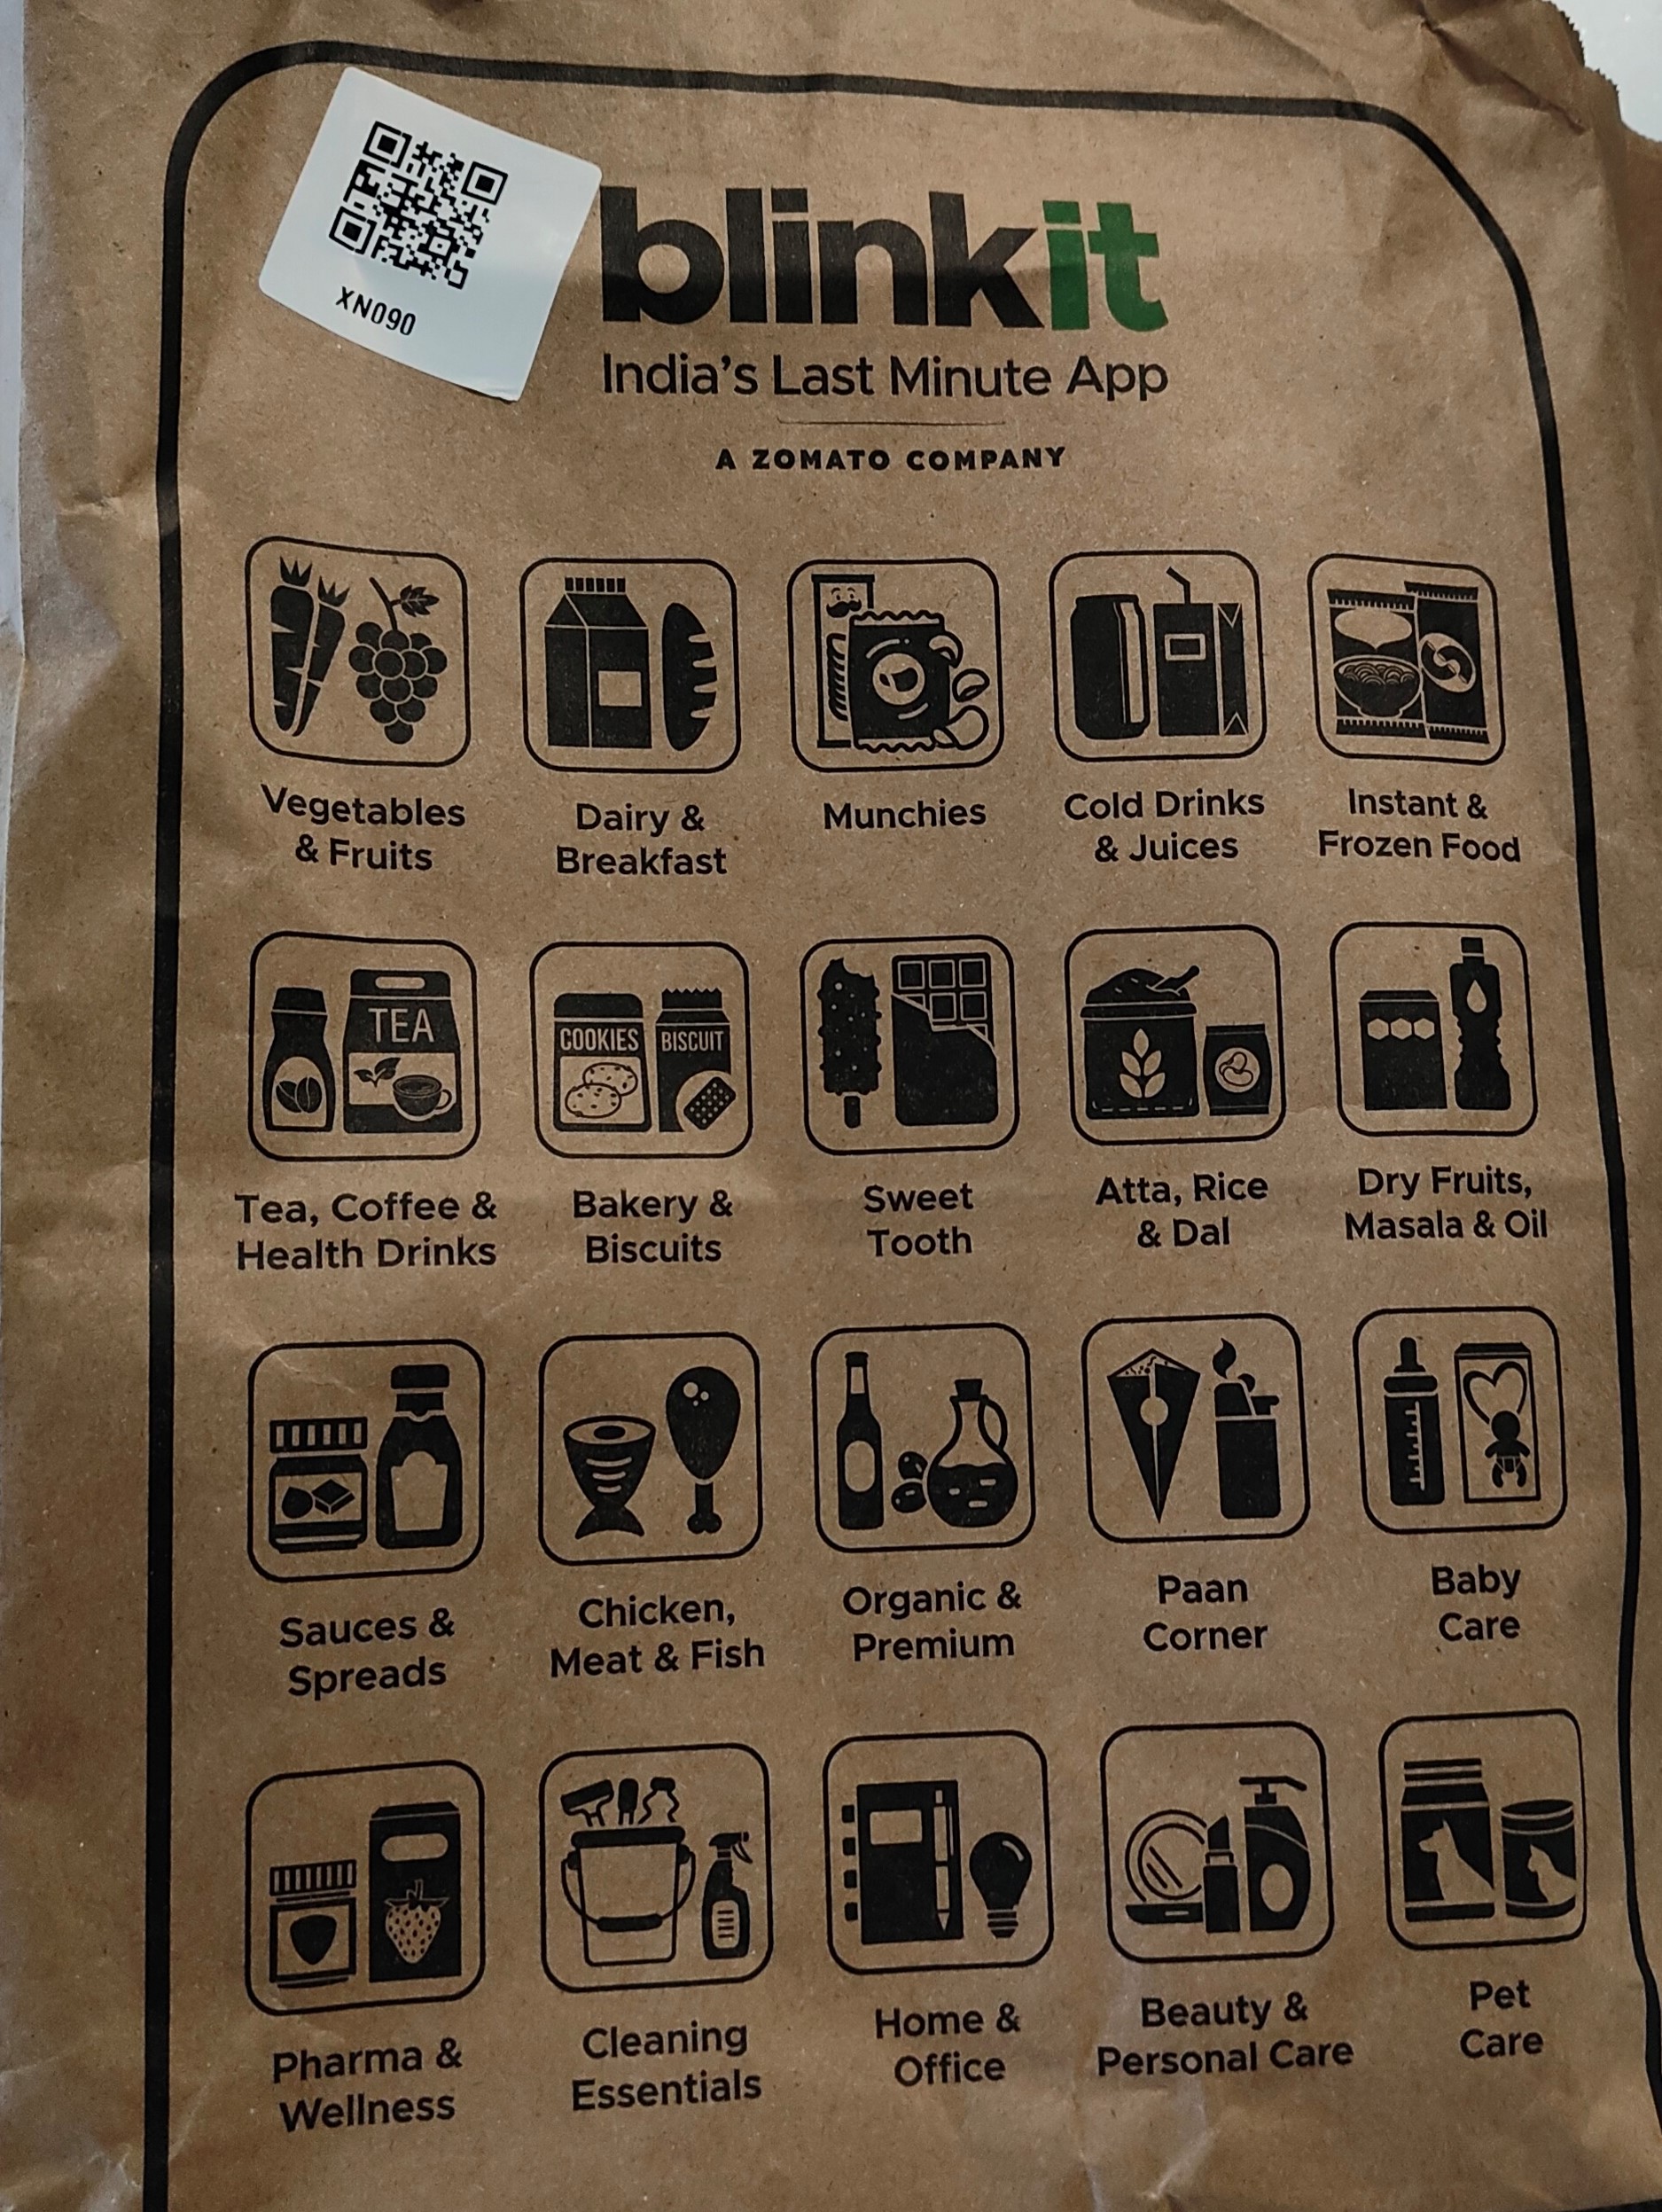 XN090
blinkit
India's Last Minute App
A ZOMATO COMPANY
Vegetables
& Fruits
Dairy &
Breakfast
Munchies
Cold Drinks
& Juices
Instant &
Frozen Food
TEA
Tea, Coffee &
Health Drinks
COOKIES
BISCUIT
Bakery &
Biscuits
Sweet
Tooth
Atta, Rice
& Dal
Dry Fruits,
Masala & Oil
Sauces &
Spreads
Chicken,
Meat & Fish
Organic &
Premium
Paan
Corner
Baby
Care
Pharma &
Wellness
Cleaning
Essentials
Home &
Office
Beauty &
Personal Care
Pet
Care